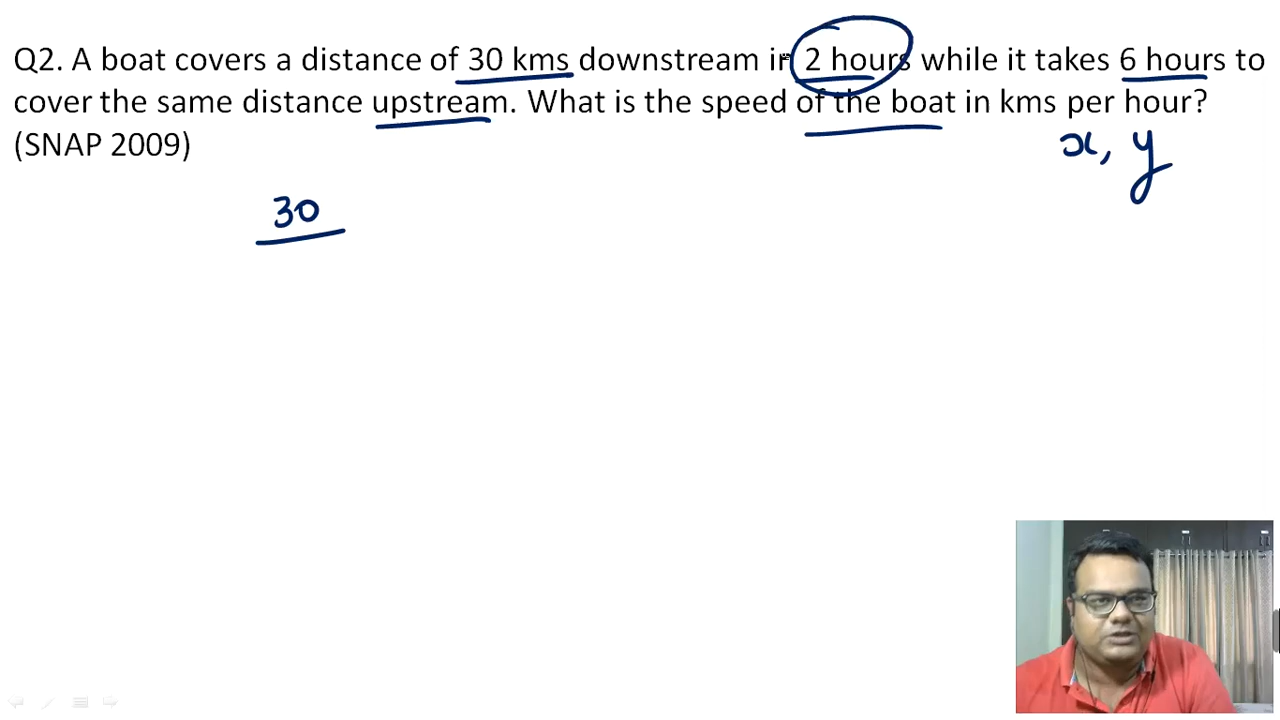 Q2. A boat covers a distance of 30 kms downstream in 2 hours while it takes 6 hours to
cover the same distance upstream. What is the speed of the boat in kms per hour?
(SNAP 2009)
x, y
30